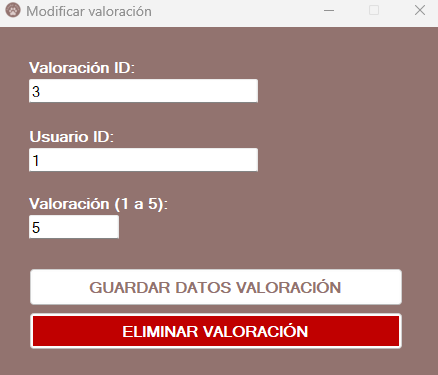 Modificar valoración
Valoración ID:
3
Usuario ID:
1
Valoración (1 a 5):
5
GUARDAR DATOS VALORACIÓN
ELIMINAR VALORACIÓN